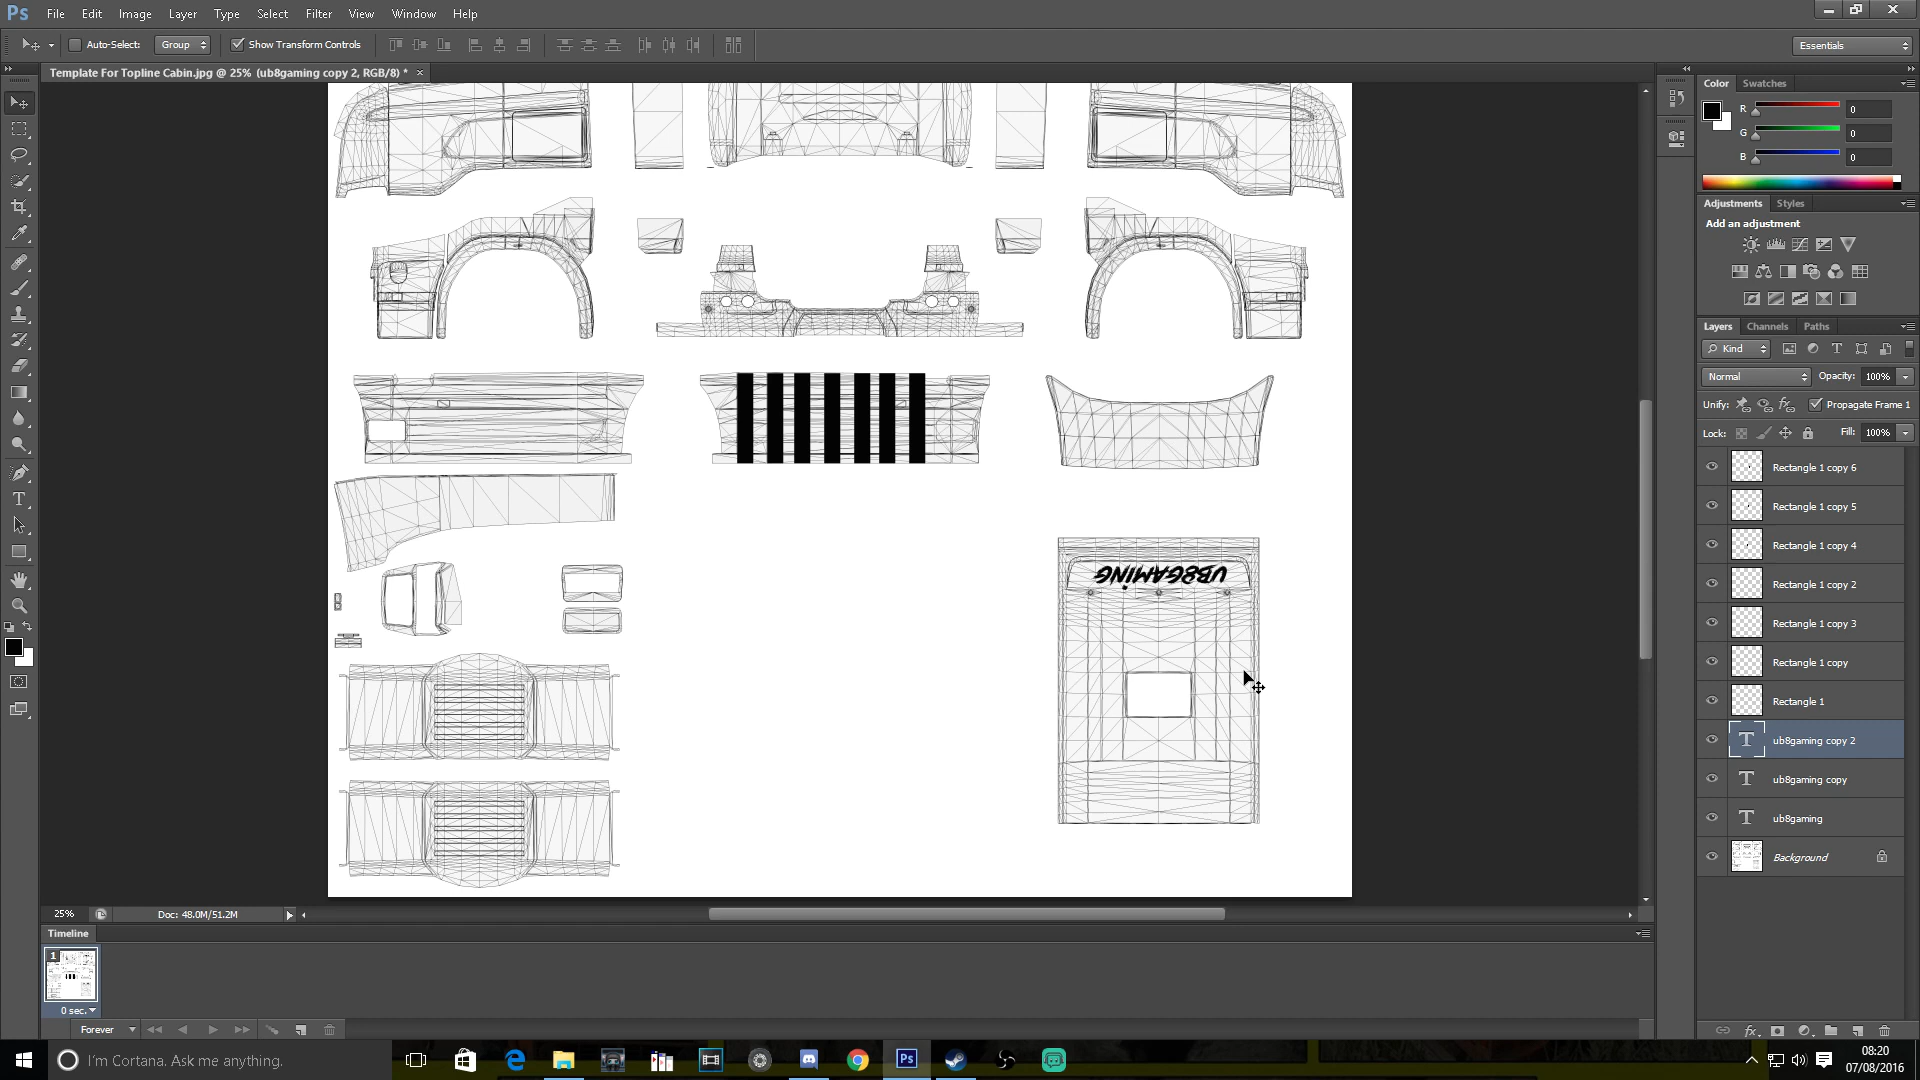 Ps File Edit Image Layer Type Select Filter View Window Help
Auto-Select: Group Show Transform Controls Essentials
Template For Topline Cabin.jpg @ 25% (ub8gaming copy 2, RGB/8) * ×
Color Swatches
R 0
G 0
B 0
Adjustments Styles
Add an adjustment
Layers Channels Paths
Kind
Normal Opacity: 100%
Unify: Propagate Frame 1
Lock: Fill: 100%
Rectangle 1 copy 6
Rectangle 1 copy 5
Rectangle 1 copy 4
Rectangle 1 copy 2
Rectangle 1 copy 3
Rectangle 1 copy
Rectangle 1
ub8gaming copy 2
ub8gaming copy
ub8gaming
Background
UB8GAMING
25% Doc: 48.0M/51.2M
Timeline
1
0 sec.
Forever
I'm Cortana. Ask me anything.
Ps
08:20
07/08/2016